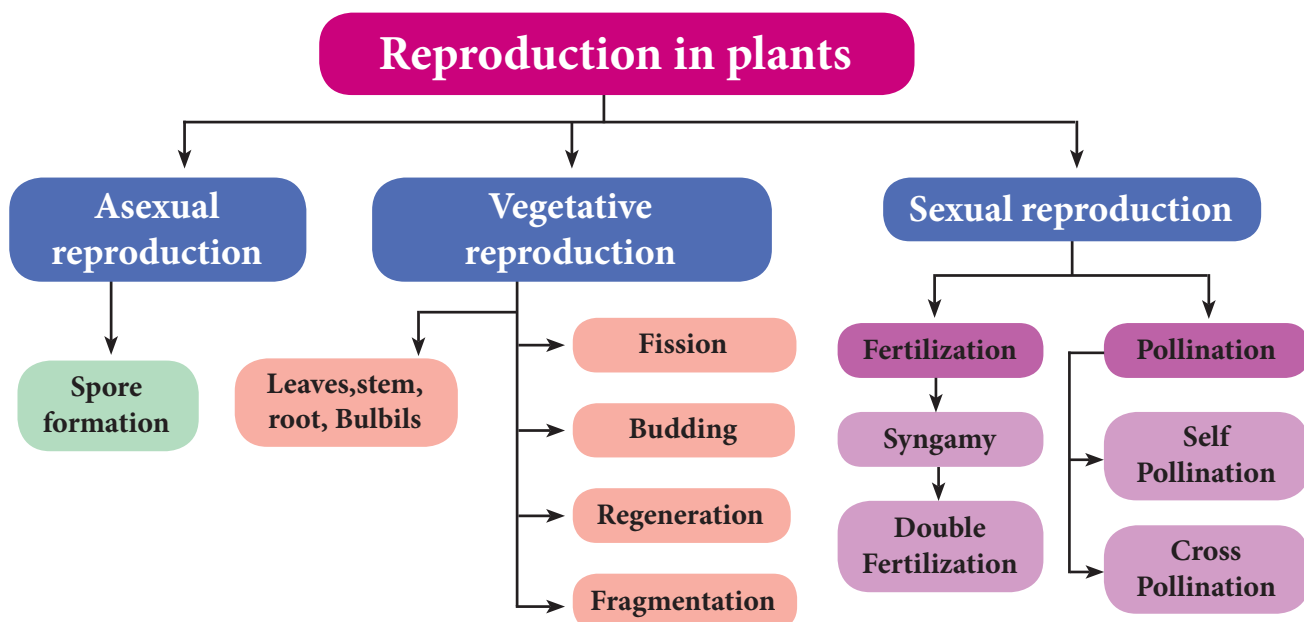 Reproduction in plants
Asexual
reproduction
Vegetative
reproduction
Sexual reproduction
Spore
formation
Leaves,stem,
root, Bulbils
Fission
Budding
Regeneration
Fragmentation
Fertilization
Syngamy
Double
Fertilization
Pollination
Self
Pollination
Cross
Pollination